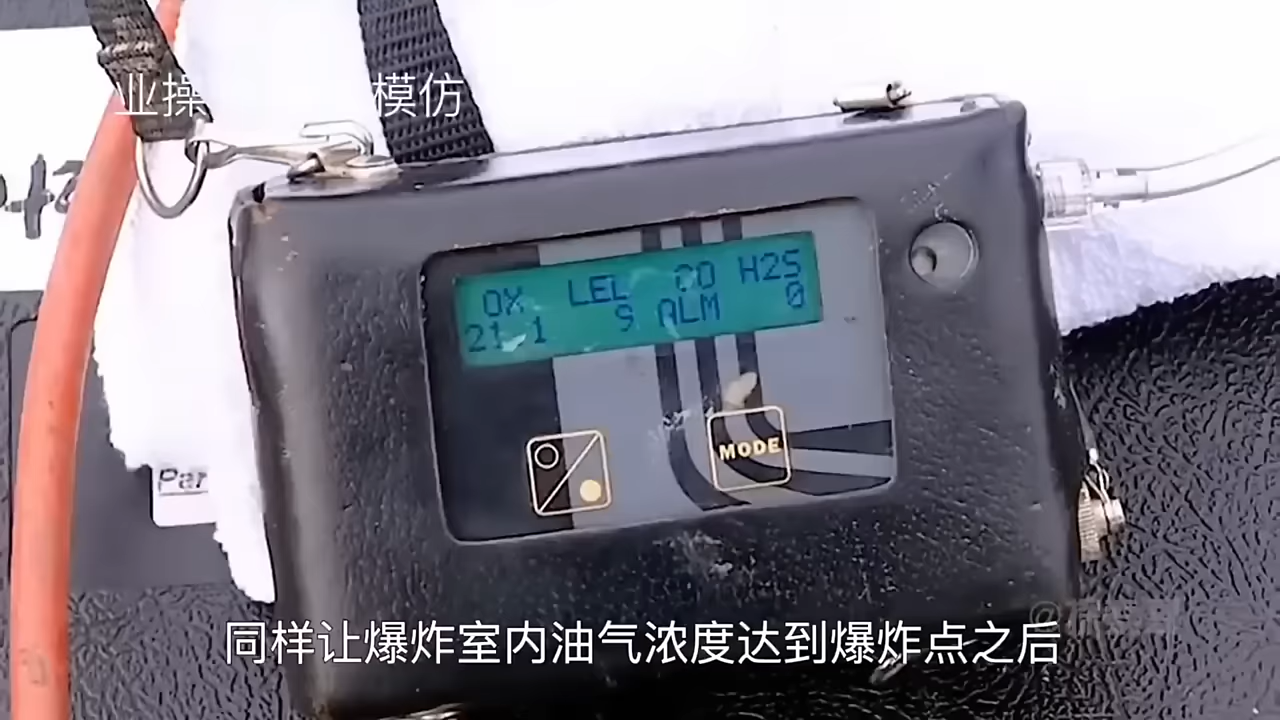 业操
模仿
OX LEL CO H2S
21.1 9 ALM 0
MODE
Par
同样让爆炸室内油气浓度达到爆炸点之后